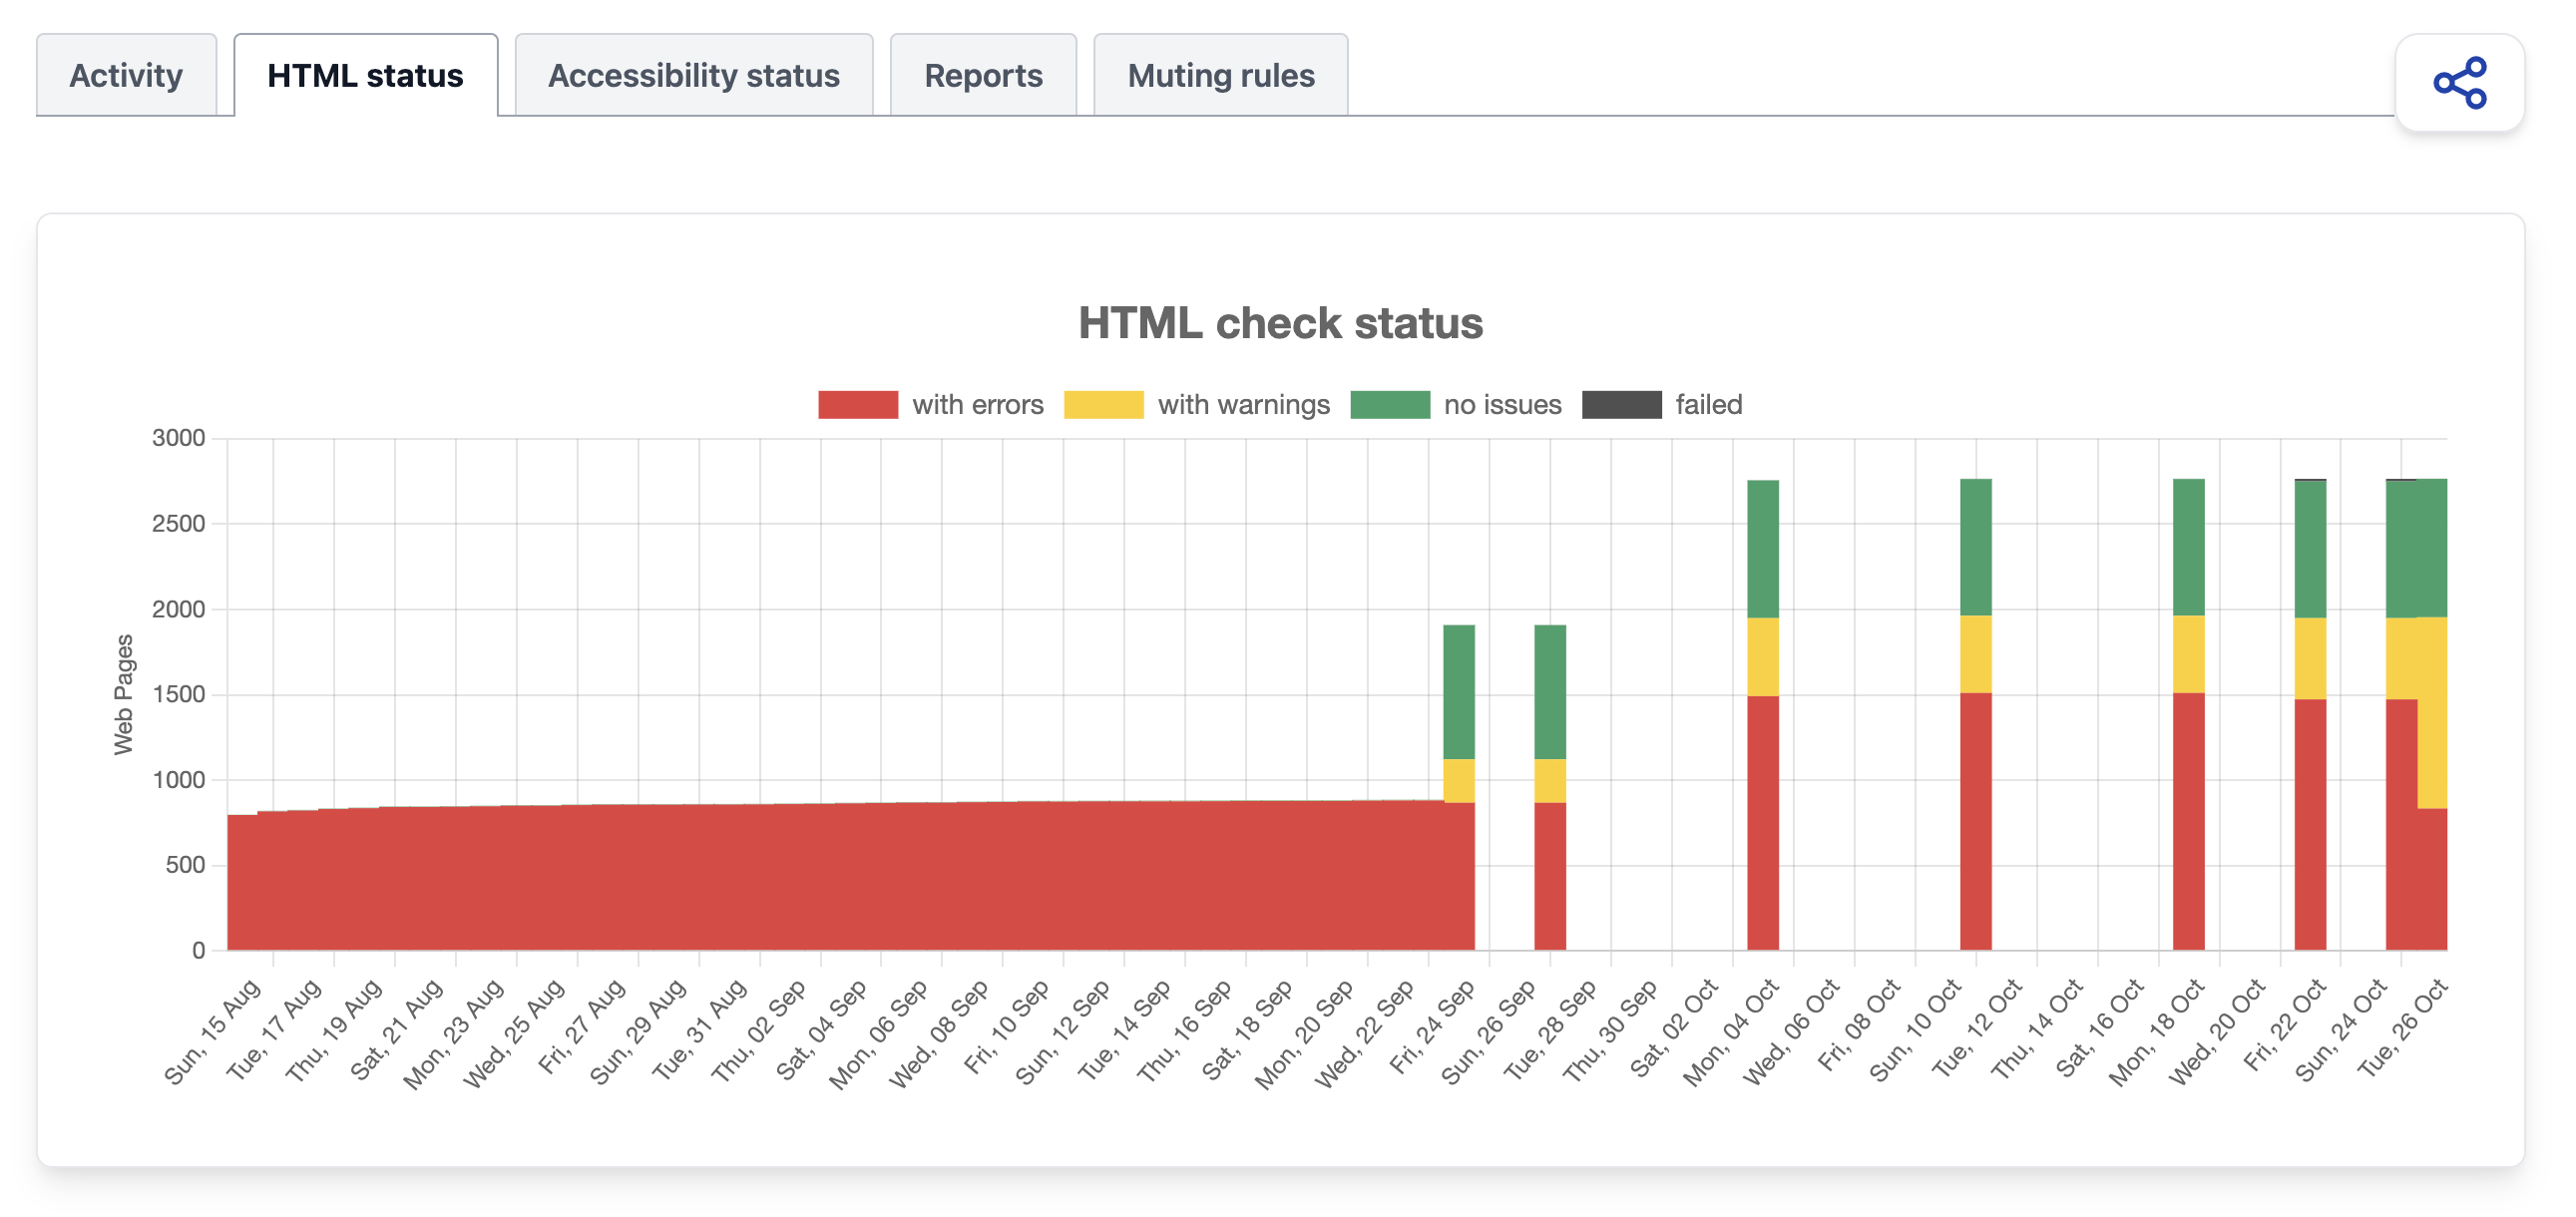 Activity
HTML status
Accessibility status
Reports
Muting rules
HTML check status
with errors
with warnings
no issues
failed
Web Pages
3000
2500
2000
1500
1000
500
0
Sun, 15 Aug
Tue, 17 Aug
Thu, 19 Aug
Sat, 21 Aug
Mon, 23 Aug
Wed, 25 Aug
Fri, 27 Aug
Sun, 29 Aug
Tue, 31 Aug
Thu, 02 Sep
Sat, 04 Sep
Mon, 06 Sep
Wed, 08 Sep
Fri, 10 Sep
Sun, 12 Sep
Tue, 14 Sep
Thu, 16 Sep
Sat, 18 Sep
Mon, 20 Sep
Wed, 22 Sep
Fri, 24 Sep
Sun, 26 Sep
Tue, 28 Sep
Thu, 30 Sep
Sat, 02 Oct
Mon, 04 Oct
Wed, 06 Oct
Fri, 08 Oct
Sun, 10 Oct
Tue, 12 Oct
Thu, 14 Oct
Sat, 16 Oct
Mon, 18 Oct
Wed, 20 Oct
Fri, 22 Oct
Sun, 24 Oct
Tue, 26 Oct